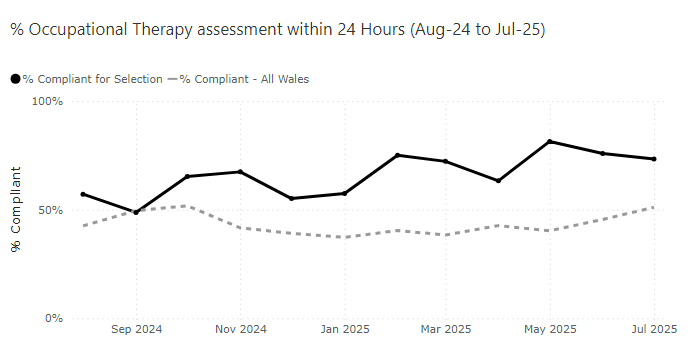 % Occupational Therapy assessment within 24 Hours (Aug-24 to Jul-25)
% Compliant for Selection % Compliant - All Wales
100%
50%
0%
% Compliant
Sep 2024 Nov 2024 Jan 2025 Mar 2025 May 2025 Jul 2025